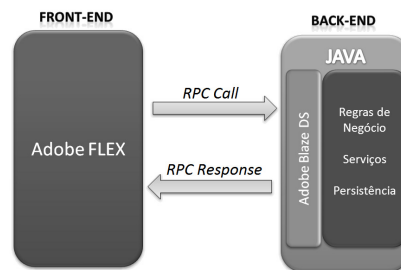 FRONT-END
BACK-END
Adobe FLEX
RPC Call
RPC Response
JAVA
Adobe Blaze DS
Regras de
Negócio
Serviços
Persistência